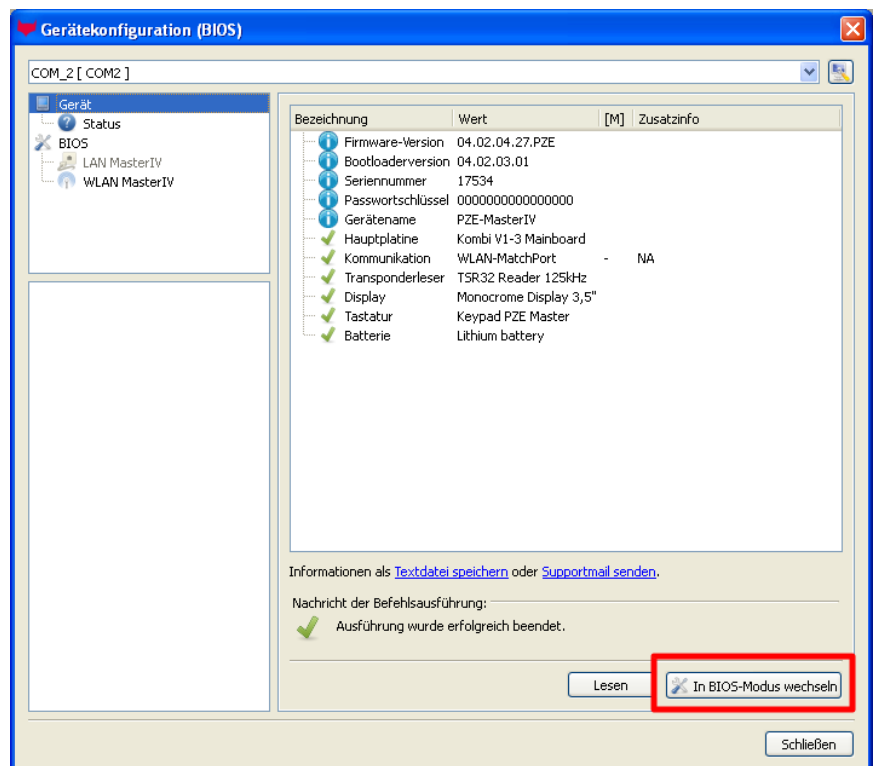 Gerätekonfiguration (BIOS)
COM_2 [ COM2 ]
Gerät
Status
BIOS
LAN MasterIV
WLAN MasterIV
Bezeichnung Wert [M] Zusatzinfo
Firmware-Version 04.02.04.27.PZE
Bootloaderversion 04.02.03.01
Seriennummer 17534
Passwortschlüssel 0000000000000000
Gerätename PZE-MasterIV
Hauptplatine Kombi V1-3 Mainboard
Kommunikation WLAN-MatchPort - NA
Transponderleser TSR32 Reader 125kHz
Display Monocrome Display 3,5"
Tastatur Keypad PZE Master
Batterie Lithium battery
Informationen als Textdatei speichern oder Supportmail senden.
Nachricht der Befehlsausführung:
Ausführung wurde erfolgreich beendet.
Lesen In BIOS-Modus wechseln
Schließen